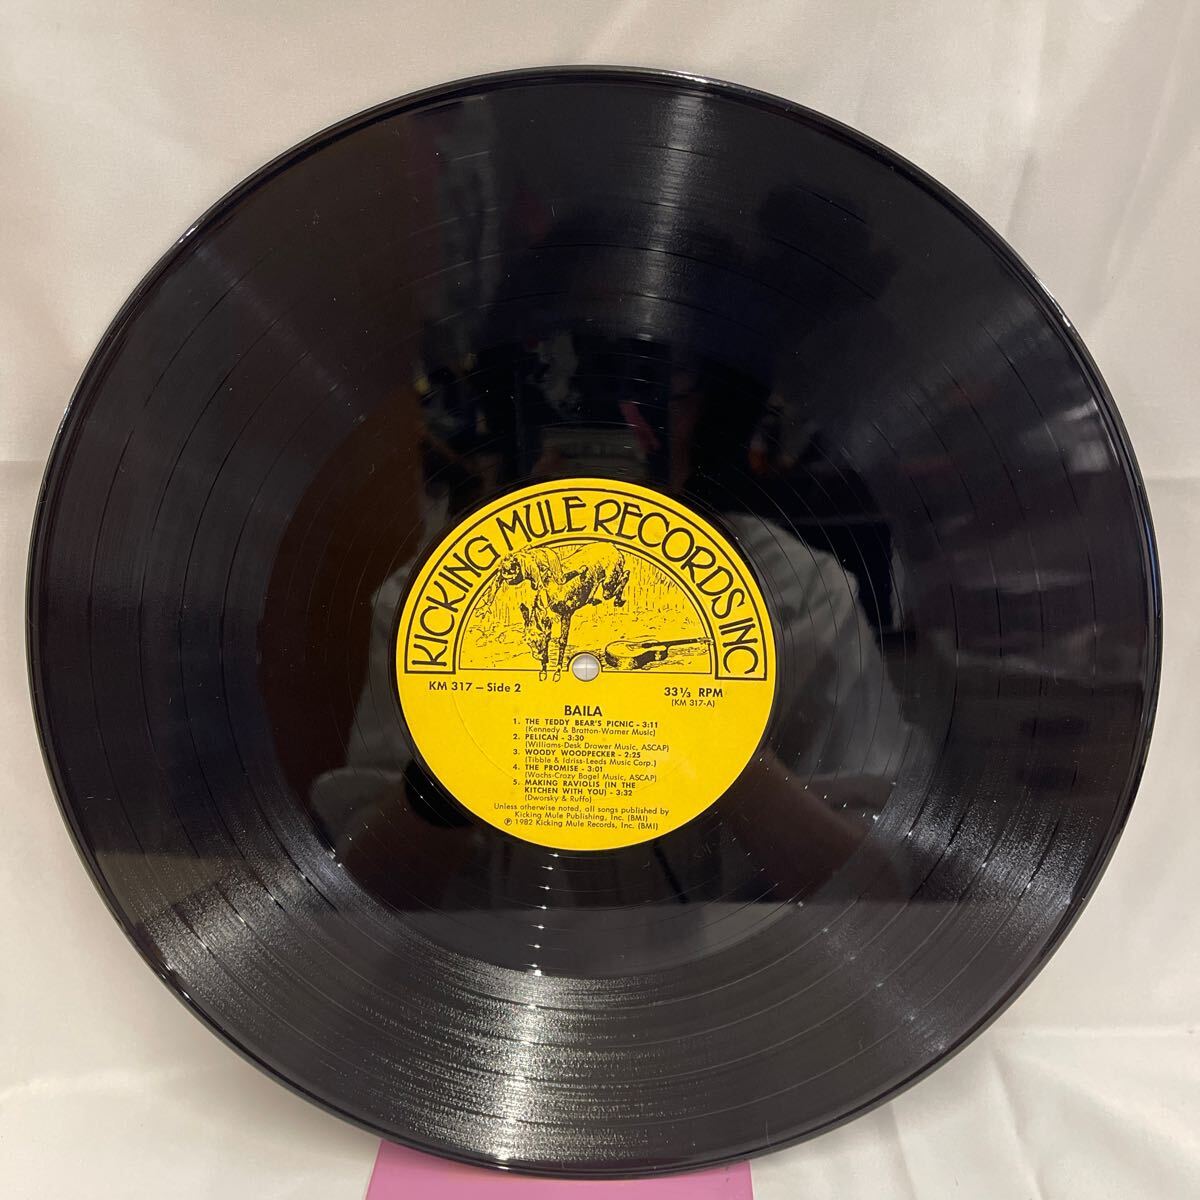 KICKING MULE RECORDS INC
KM 317 – Side 2
33⅓ RPM
(KM 317-A)
BAILA
1. THE TEDDY BEAR'S PICNIC - 3:11
(Kennedy & Bratton-Warner Music)
2. PELICAN - 3:30
(Williams-Desk Drawer Music, ASCAP)
3. WOODY WOODPECKER - 2:25
(Tibble & Idriss-Leeds Music Corp.)
4. THE PROMISE - 3:01
(Wachs-Crazy Bagel Music, ASCAP)
5. MAKING RAVIOLIS (IN THE
KITCHEN WITH YOU) - 3:32
(Dworsky & Ruffo)
Unless otherwise noted, all songs published by
Kicking Mule Publishing, Inc. (BMI)
℗ 1982 Kicking Mule Records, Inc. (BMI)